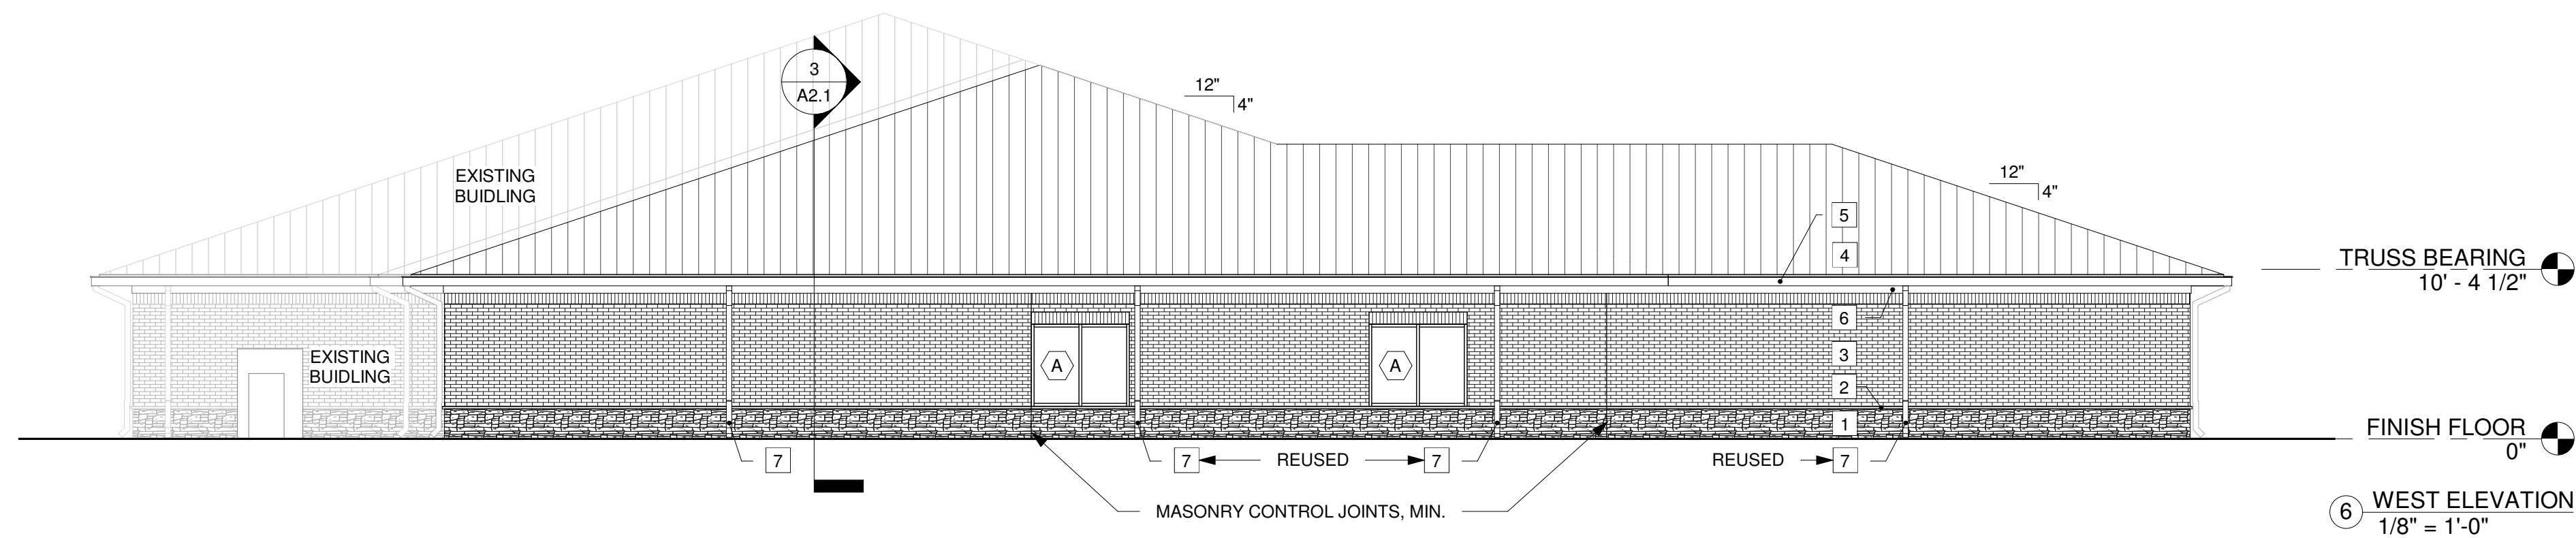 3
A2.1
12"
4"
EXISTING
BUIDLING
12"
4"
5
4
TRUSS BEARING
10' - 4 1/2"
6
EXISTING
BUIDLING
A
A
3
2
1
FINISH FLOOR
0"
7
7
REUSED
7
REUSED
7
MASONRY CONTROL JOINTS, MIN.
6
WEST ELEVATION
1/8" = 1'-0"